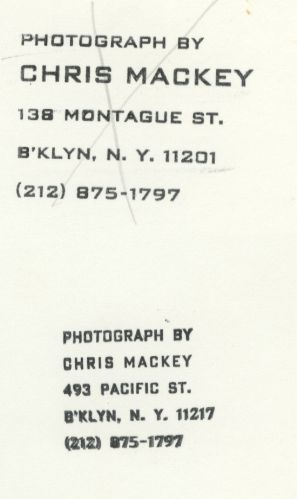 PHOTOGRAPH BY
CHRIS MACKEY
138 MONTAGUE ST.
B'KLYN, N. Y. 11201
(212) 875-1797
PHOTOGRAPH BY
CHRIS MACKEY
493 PACIFIC ST.
B'KLYN, N. Y. 11217
(212) 875-1797